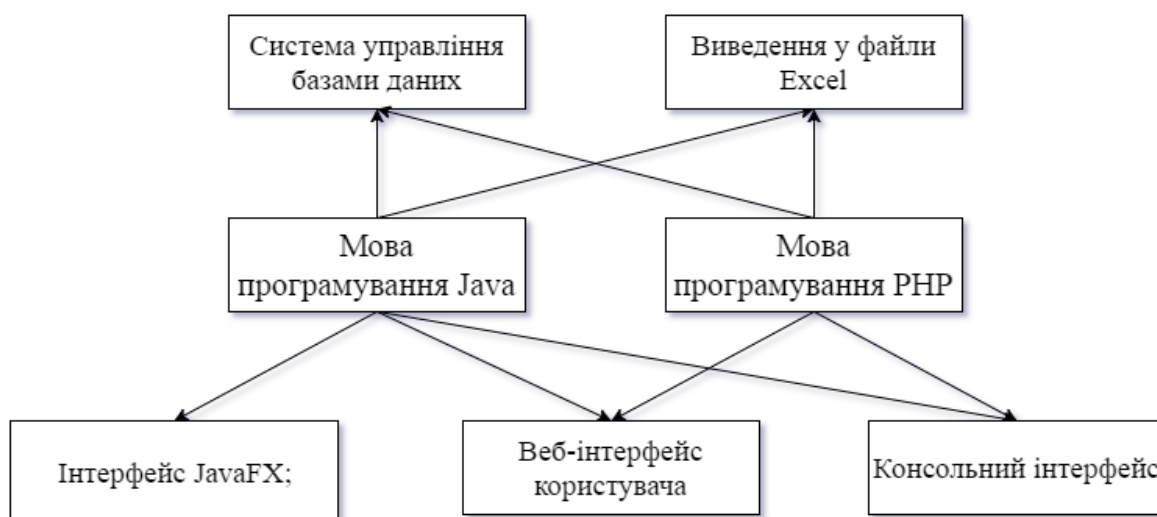 Система управління
базами даних
Виведення у файли
Excel
Мова
програмування Java
Мова
програмування PHP
Інтерфейс JavaFX;
Веб-інтерфейс
користувача
Консольний інтерфейс